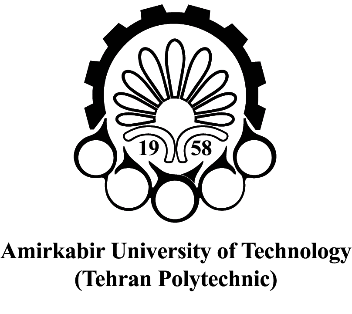 19 58
Amirkabir University of Technology
(Tehran Polytechnic)